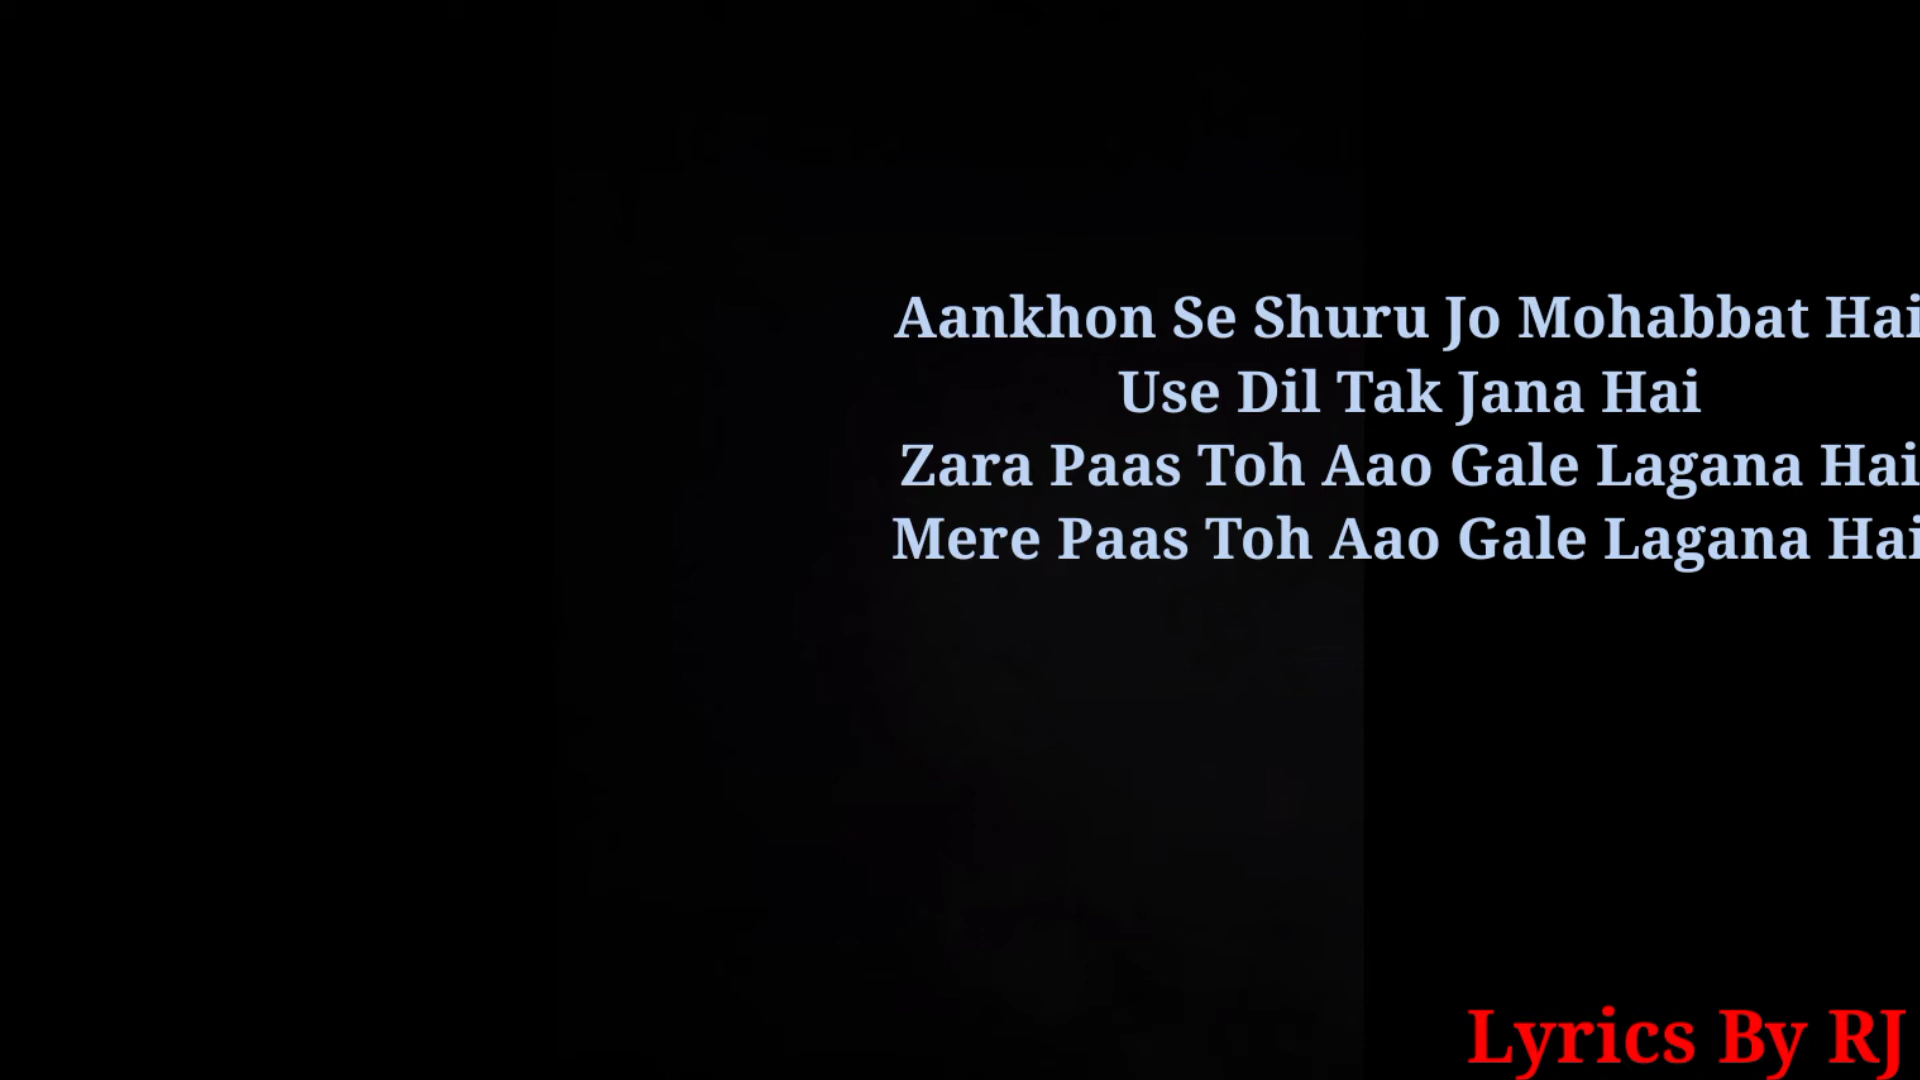 Aankhon Se Shuru Jo Mohabbat Hai
Use Dil Tak Jana Hai
Zara Paas Toh Aao Gale Lagana Hai
Mere Paas Toh Aao Gale Lagana Hai
Lyrics By RJ